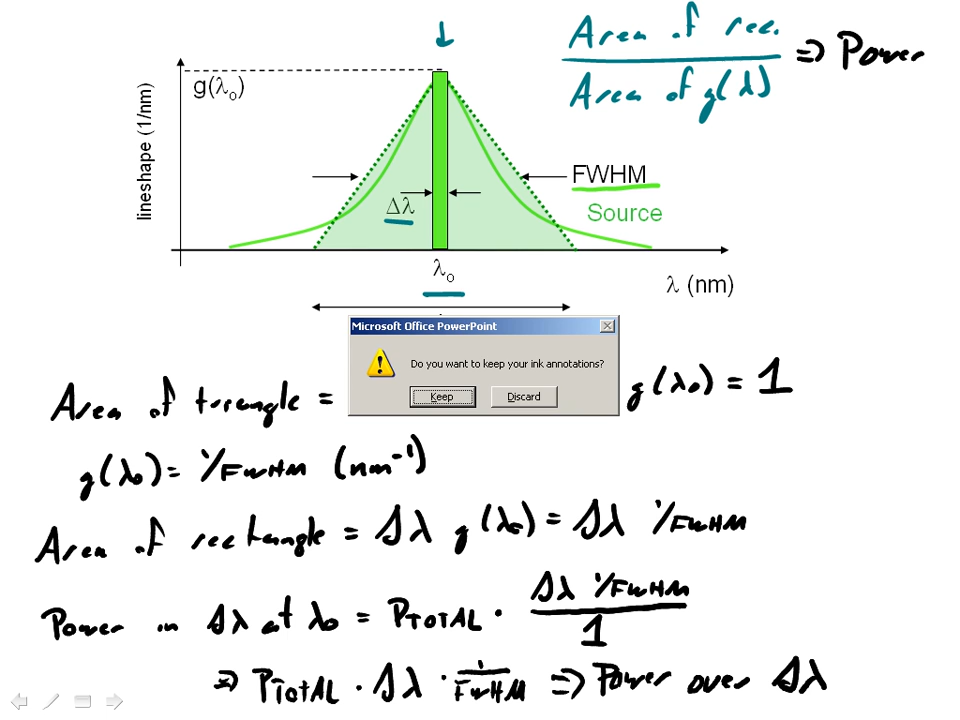 Area of rec.
Area of g(λ)
⇒ Power
g(λo)
lineshape (1/nm)
FWHM
Δλ
Source
λo
λ (nm)
Microsoft Office PowerPoint
Do you want to keep your ink annotations?
Keep
Discard
Area of triangle =
g(λo) = 1
g(λo) = 1/FWHM (nm⁻¹)
Area of rectangle = Δλ g(λo) = Δλ 1/FWHM
Power in Δλ at λo = PTOTAL · Δλ 1/FWHM
1
⇒ PTOTAL · Δλ · 1/FWHM ⇒ Power over Δλ